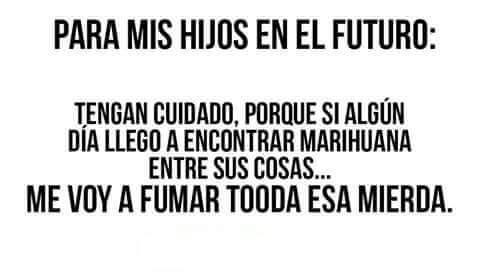 PARA MIS HIJOS EN EL FUTURO:
TENGAN CUIDADO, PORQUE SI ALGÚN
DÍA LLEGO A ENCONTRAR MARIHUANA
ENTRE SUS COSAS...
ME VOY A FUMAR TOODA ESA MIERDA.